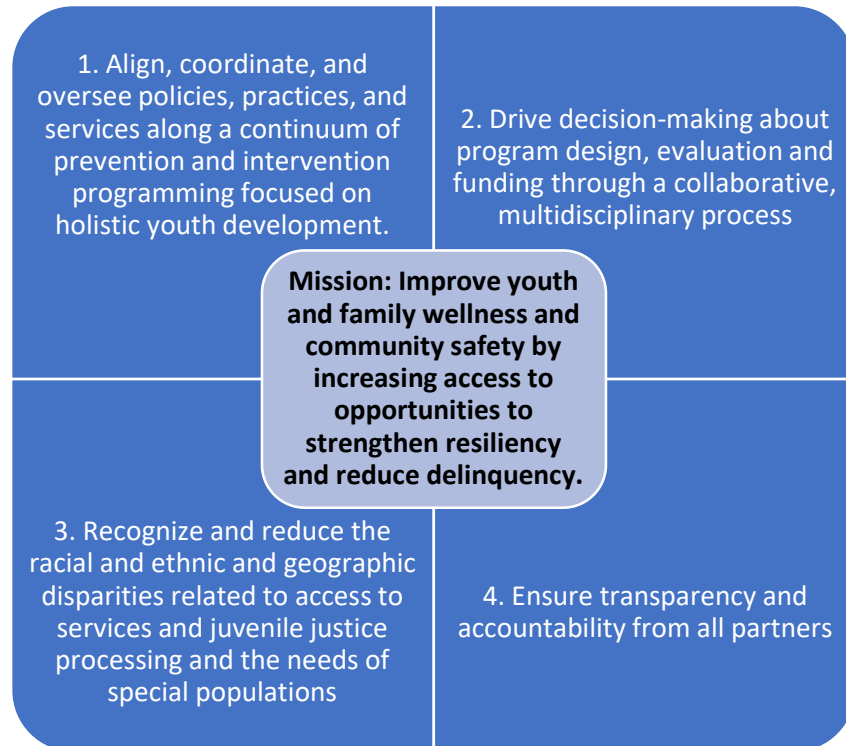 1. Align, coordinate, and
oversee policies, practices, and
services along a continuum of
prevention and intervention
programming focused on
holistic youth development.
2. Drive decision-making about
program design, evaluation and
funding through a collaborative,
multidisciplinary process
Mission: Improve youth
and family wellness and
community safety by
increasing access to
opportunities to
strengthen resiliency
and reduce delinquency.
3. Recognize and reduce the
racial and ethnic and geographic
disparities related to access to
services and juvenile justice
processing and the needs of
special populations
4. Ensure transparency and
accountability from all partners